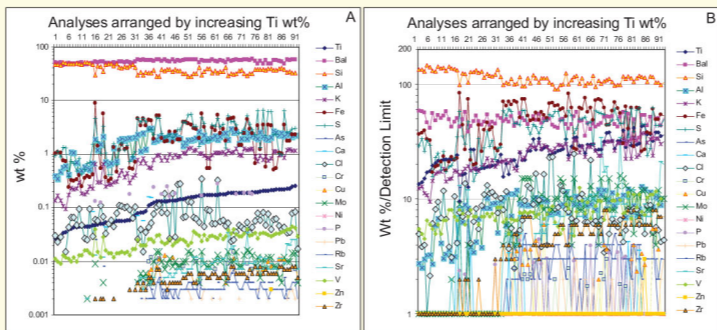 Analyses arranged by increasing Ti wt%
A
1 6 11 16 21 26 31 36 41 46 51 56 61 66 71 76 81 86 91
100
10
1
0.1
0.01
0.001
wt %
Ti
Bal
Si
Al
K
Fe
S
As
Ca
Cl
Cr
Cu
Mo
Ni
P
Pb
Rb
Sr
V
Zn
Zr
Analyses arranged by increasing Ti wt%
B
1 6 11 16 21 26 31 36 41 46 51 56 61 66 71 76 81 86 91
200
100
10
1
Wt %/Detection Limit
Ti
Bal
Si
Al
K
Fe
S
As
Ca
Cl
Cr
Cu
Mo
Ni
P
Pb
Rb
Sr
V
Zn
Zr